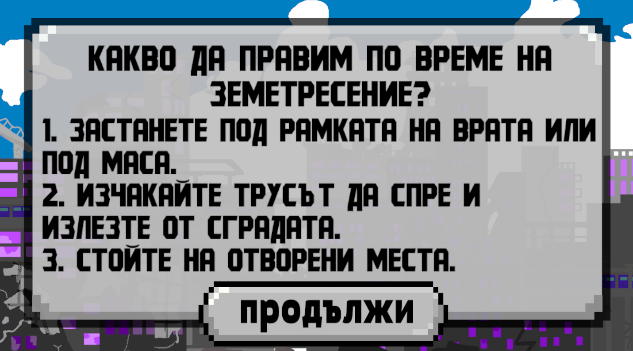 КАКВО ДА ПРАВИМ ПО ВРЕМЕ НА
ЗЕМЕТРЕСЕНИЕ?
1. ЗАСТАНЕТЕ ПОД РАМКАТА НА ВРАТА ИЛИ
ПОД МАСА.
2. ИЗЧАКАЙТЕ ТРУСЪТ ДА СПРЕ И
ИЗЛЕЗТЕ ОТ СГРАДАТА.
3. СТОЙТЕ НА ОТВОРЕНИ МЕСТА.
продължи